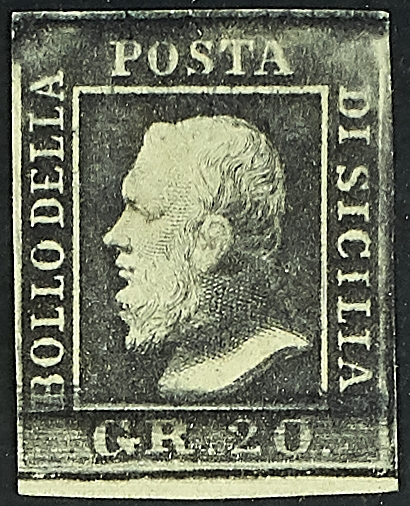 BOLLO DELLA
POSTA
DI SICILIA
GR. 20.